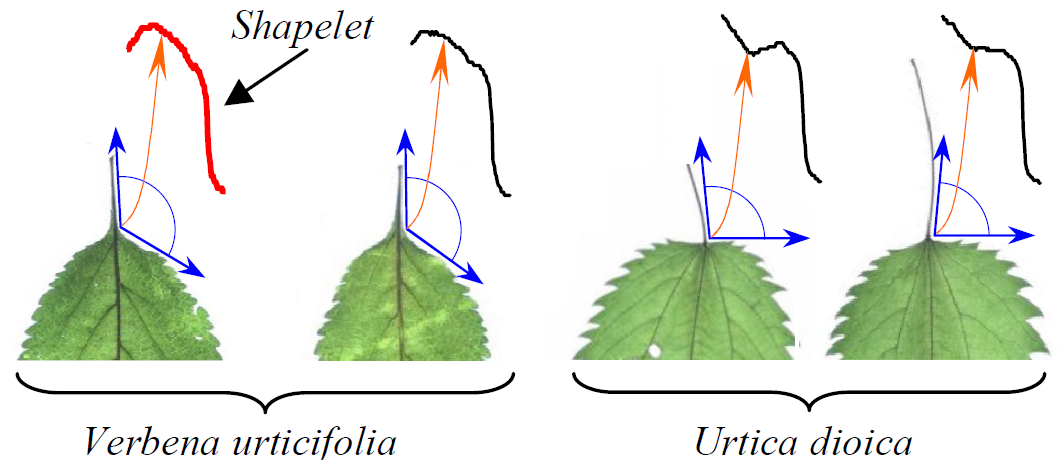 Shapelet
Verbena urticifolia
Urtica dioica